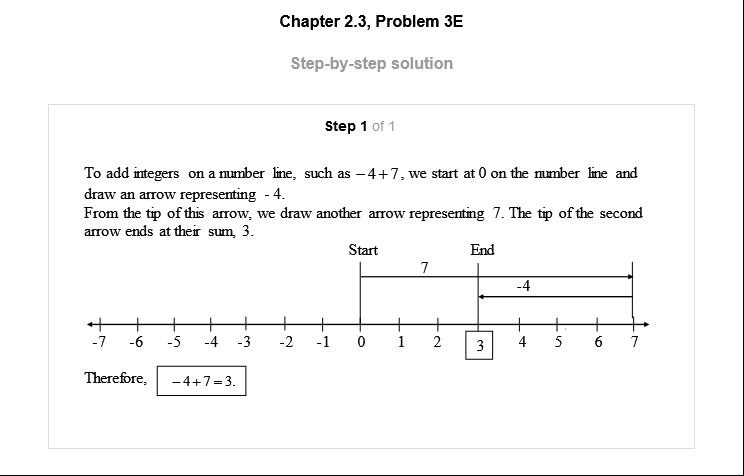 Chapter 2.3, Problem 3E
Step-by-step solution
Step 1 of 1
To add integers on a number line, such as −4+7, we start at 0 on the number line and
draw an arrow representing - 4.
From the tip of this arrow, we draw another arrow representing 7. The tip of the second
arrow ends at their sum, 3.
Start End
7
-4
-7 -6 -5 -4 -3 -2 -1 0 1 2 3 4 5 6 7
Therefore, −4+7=3.